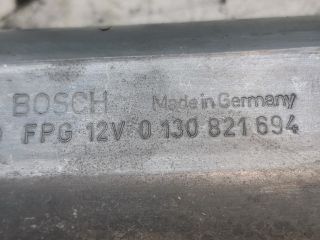 BOSCH Made in Germany
FPG 12V 0 130 821 694